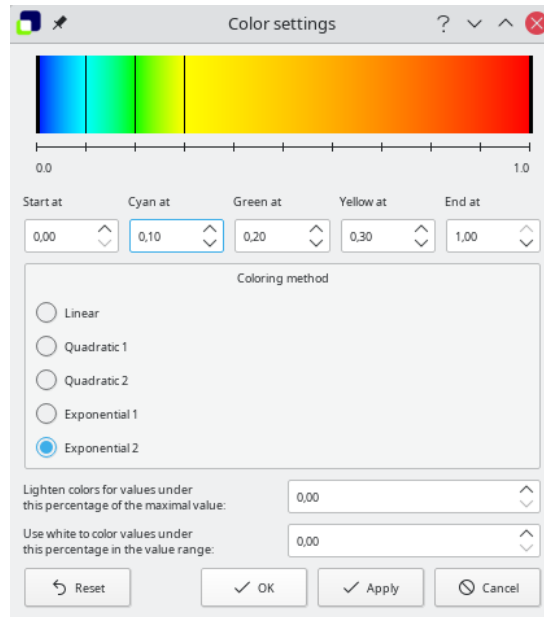 Color settings
0.0 1.0
Start at Cyan at Green at Yellow at End at
0,00 0,10 0,20 0,30 1,00
Coloring method
Linear
Quadratic 1
Quadratic 2
Exponential 1
Exponential 2
Lighten colors for values under
this percentage of the maximal value:
0,00
Use white to color values under
this percentage in the value range:
0,00
Reset OK Apply Cancel